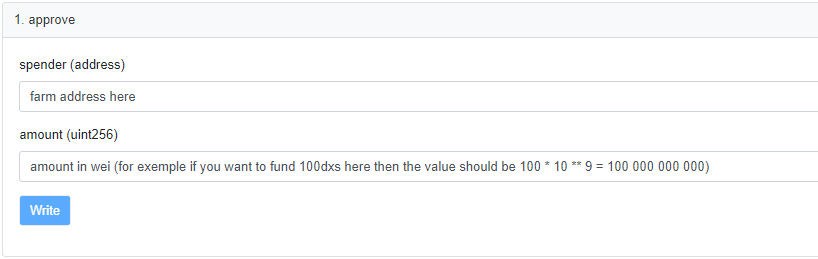 1. approve
spender (address)
farm address here
amount (uint256)
amount in wei (for exemple if you want to fund 100dxs here then the value should be 100 * 10 ** 9 = 100 000 000 000)
Write